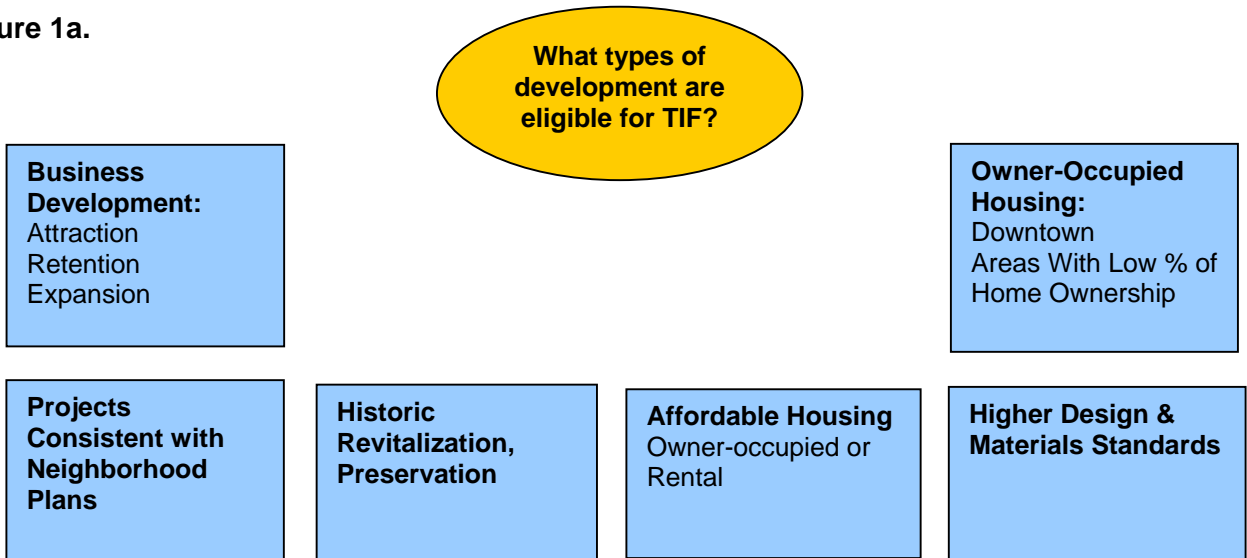 ure 1a.
What types of
development are
eligible for TIF?
Business
Development:
Attraction
Retention
Expansion
Owner-Occupied
Housing:
Downtown
Areas With Low % of
Home Ownership
Projects
Consistent with
Neighborhood
Plans
Historic
Revitalization,
Preservation
Affordable Housing
Owner-occupied or
Rental
Higher Design &
Materials Standards